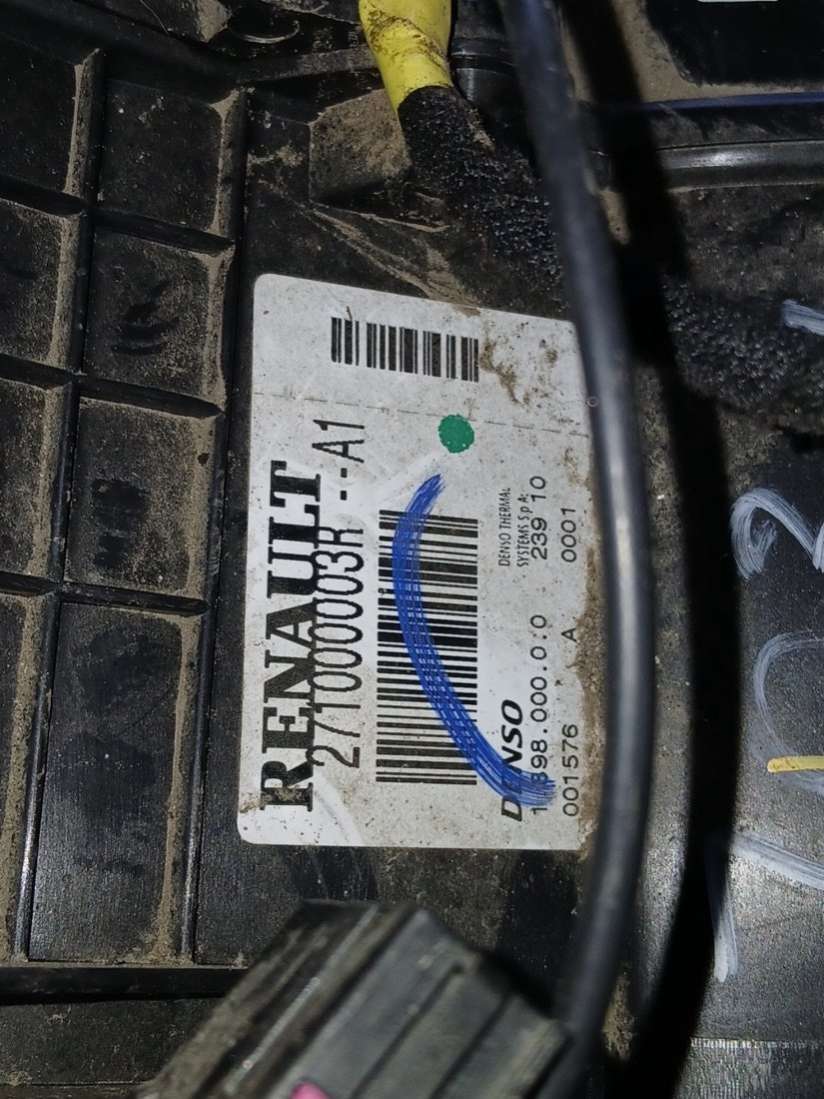 RENAULT
271000003R --A1
DENSO
DENSO THERMAL
SYSTEMS S.p.A.
398.000.0.0 239 10
001576 A 0001